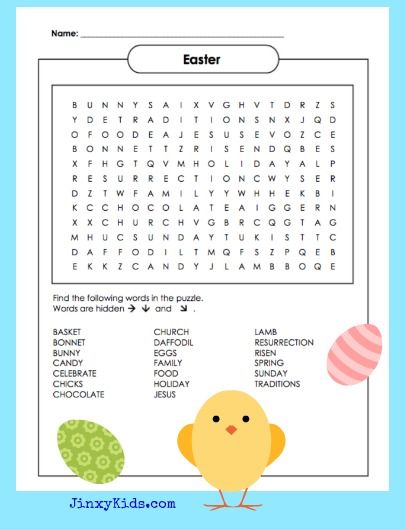 Name:
Easter
B U N N Y S A I X V G H V T D R Z S
Y D E T R A D I T I O N S N X J Q D
O F O O D E A J E S U S E V O Z C E
B O N N E T T Z R I S E N D Q B E S
X F H G T Q V M H O L I D A Y A L P
R E S U R R E C T I O N C W Y S E R
D Z T W F A M I L Y Y W H H E K B I
K C C H O C O L A T E A I G G E R N
X X C H U R C H V G B R C Q G T A G
M H U C S U N D A Y T U K I S T T C
D A F F O D I L T M Q F S Z P Q E B
E K K Z C A N D Y J L A M B B O Q E
Find the following words in the puzzle.
Words are hidden → ↓ and ↘ .
BASKET CHURCH LAMB
BONNET DAFFODIL RESURRECTION
BUNNY EGGS RISEN
CANDY FAMILY SPRING
CELEBRATE FOOD SUNDAY
CHICKS HOLIDAY TRADITIONS
CHOCOLATE JESUS
JinxyKids.com